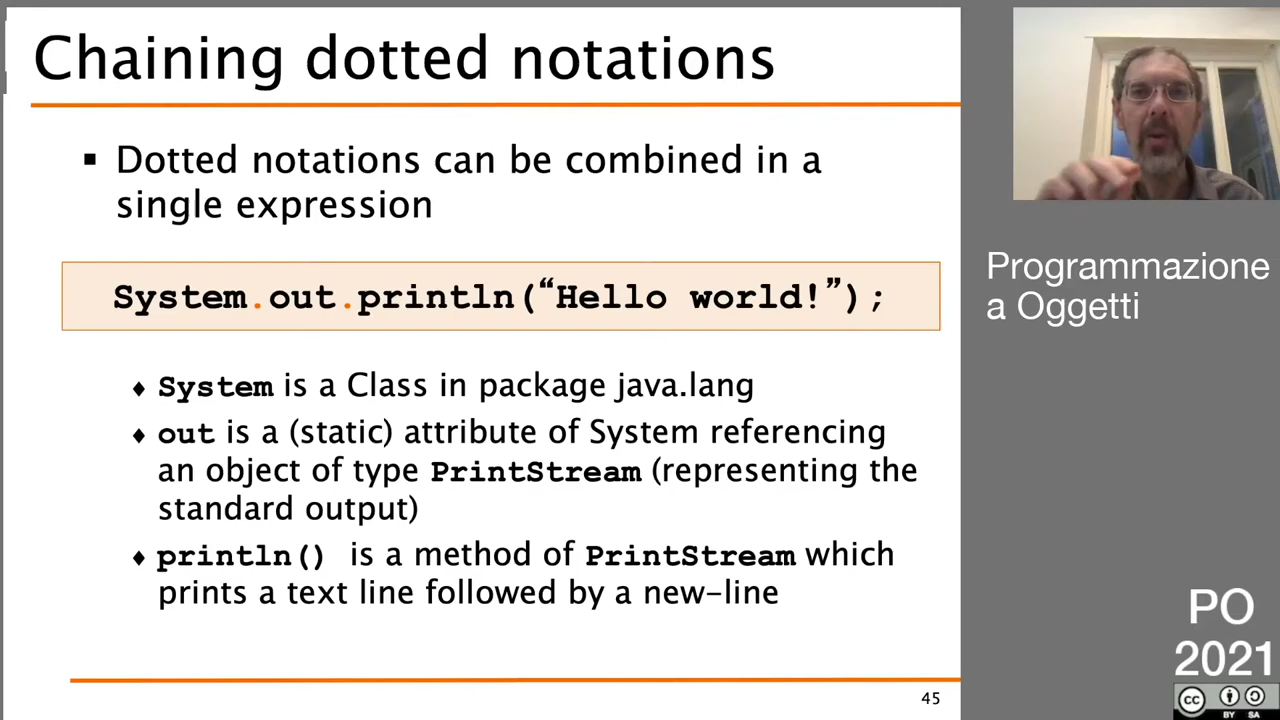 Chaining dotted notations
▪ Dotted notations can be combined in a
single expression
System.out.println(“Hello world!”);
♦ System is a Class in package java.lang
♦ out is a (static) attribute of System referencing
an object of type PrintStream (representing the
standard output)
♦ println() is a method of PrintStream which
prints a text line followed by a new-line
45
Programmazione
a Oggetti
PO
2021
CC BY SA